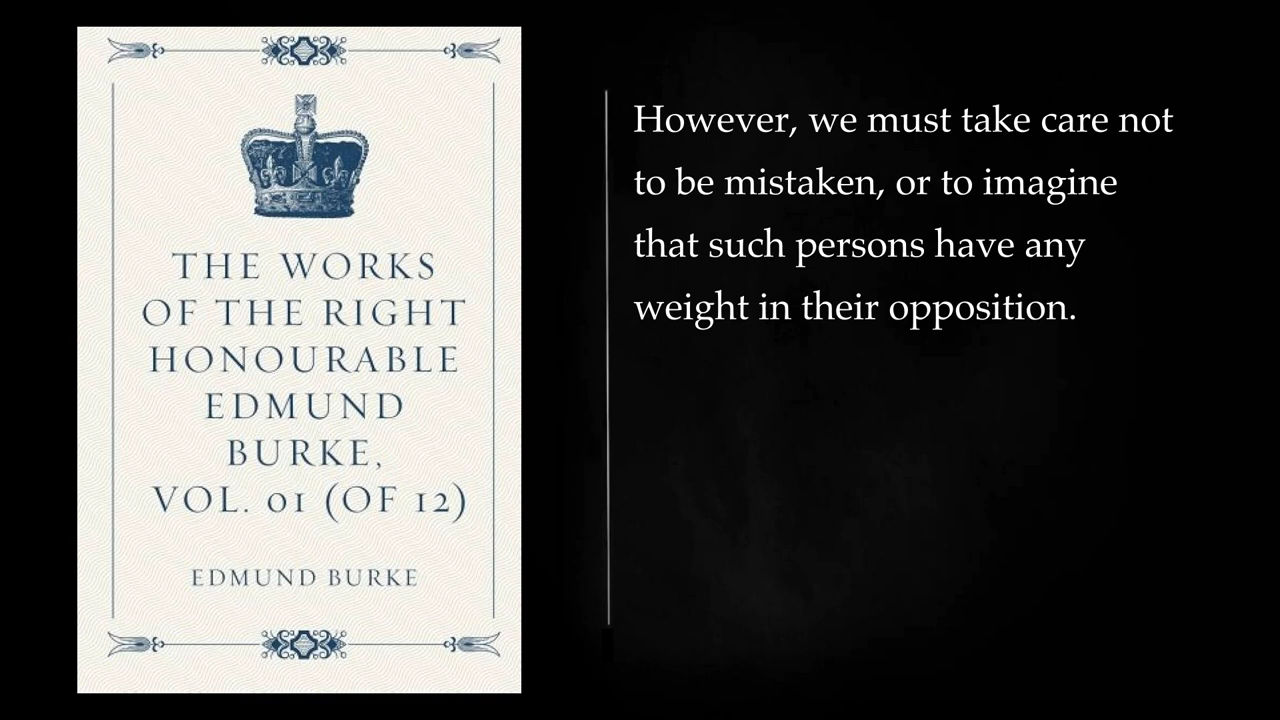 THE WORKS
OF THE RIGHT
HONOURABLE
EDMUND
BURKE,
VOL. 01 (OF 12)
EDMUND BURKE
However, we must take care not
to be mistaken, or to imagine
that such persons have any
weight in their opposition.